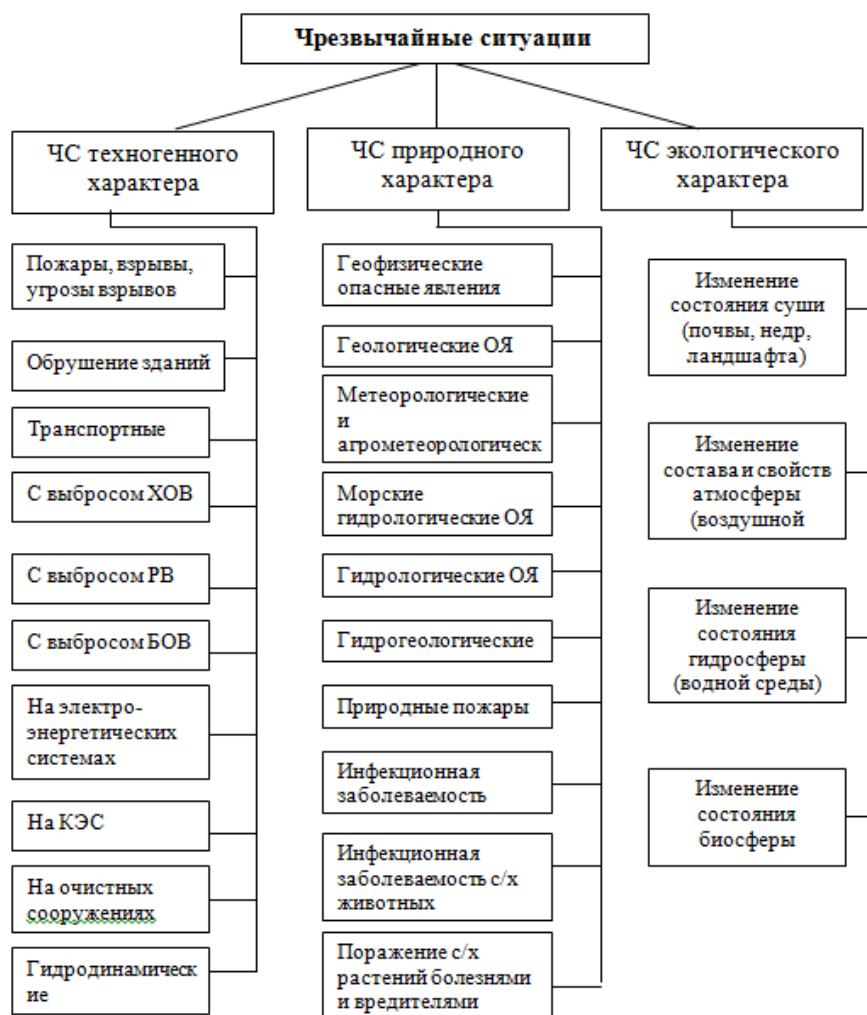 Чрезвычайные ситуации
ЧС техногенного
характера
Пожары, взрывы,
угрозы взрывов
Обрушение зданий
Транспортные
С выбросом ХОВ
С выбросом РВ
С выбросом БОВ
На электро-
энергетических
системах
На КЭС
На очистных
сооружениях
Гидродинамическ
ие
ЧС природного
характера
Геофизические
опасные явления
Геологические ОЯ
Метеорологические
и
агрометеорологическ
Морские
гидрологические ОЯ
Гидрологические ОЯ
Гидрогеологические
Природные пожары
Инфекционная
заболеваемость
Инфекционная
заболеваемость с/х
животных
Поражение с/х
растений болезнями
и вредителями
ЧС экологического
характера
Изменение
состояния суши
(почвы, недр,
ландшафта)
Изменение
состава и свойств
атмосферы
(воздушной
Изменение
состояния
гидросферы
(водной среды)
Изменение
состояния
биосферы